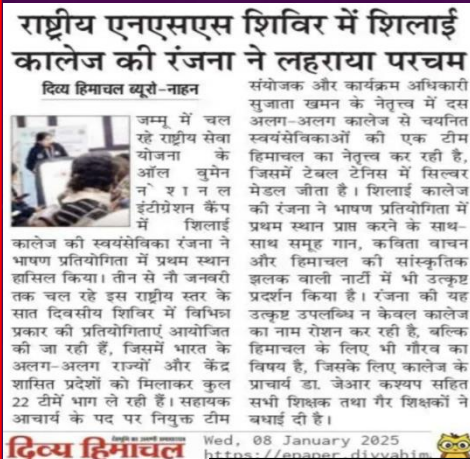 राष्ट्रीय एनएसएस शिविर में शिलाई
कालेज की रंजना ने लहराया परचम
दिव्य हिमाचल ब्यूरो-नाहन
जम्मू में चल
रहे राष्ट्रीय सेवा
योजना के
ऑल वुमेन
नेशनल
इंटीग्रेशन कैंप
में शिलाई
कालेज की स्वयंसेविका रंजना ने
भाषण प्रतियोगिता में प्रथम स्थान
हासिल किया। तीन से नौ जनवरी
तक चल रहे इस राष्ट्रीय स्तर के
सात दिवसीय शिविर में विभिन्न
प्रकार की प्रतियोगिताएं आयोजित
की जा रही हैं, जिसमें भारत के
अलग-अलग राज्यों और केंद्र
शासित प्रदेशों को मिलाकर कुल
22 टीमें भाग ले रही हैं। सहायक
आचार्य के पद पर नियुक्त टीम
संयोजक और कार्यक्रम अधिकारी
सुजाता खमन के नेतृत्त्व में दस
अलग-अलग कालेज से चयनित
स्वयंसेविकाओं की एक टीम
हिमाचल का नेतृत्त्व कर रही है,
जिसमें टेबल टेनिस में सिल्वर
मेडल जीता है। शिलाई कालेज
की रंजना ने भाषण प्रतियोगिता में
प्रथम स्थान प्राप्त करने के साथ-
साथ समूह गान, कविता वाचन
और हिमाचल की सांस्कृतिक
झलक वाली नाटी में भी उत्कृष्ट
प्रदर्शन किया है। रंजना की यह
उत्कृष्ट उपलब्धि न केवल कालेज
का नाम रोशन कर रही है, बल्कि
हिमाचल के लिए भी गौरव का
विषय है, जिसके लिए कालेज के
प्राचार्य डा. जेआर कश्यप सहित
सभी शिक्षक तथा गैर शिक्षकों ने
बधाई दी है।
दिव्य हिमाचल
Wed, 08 January 2025
https://epaper.divyahim